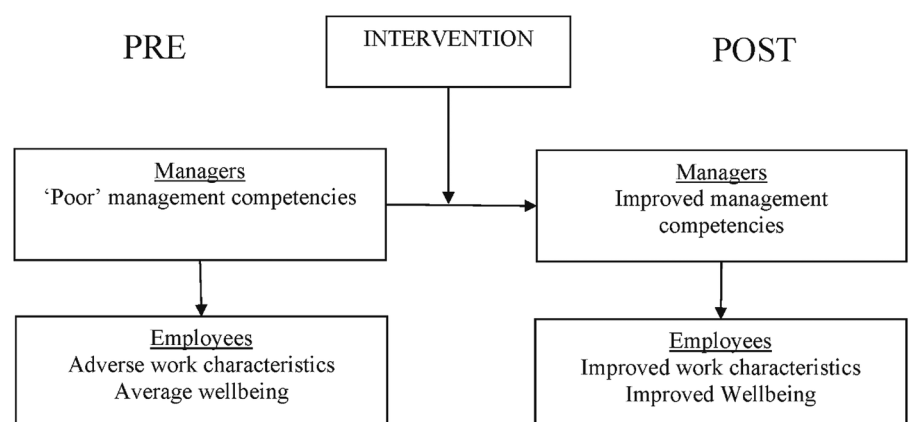 PRE
INTERVENTION
POST
Managers
‘Poor’ management competencies
Managers
Improved management
competencies
Employees
Adverse work characteristics
Average wellbeing
Employees
Improved work characteristics
Improved Wellbeing